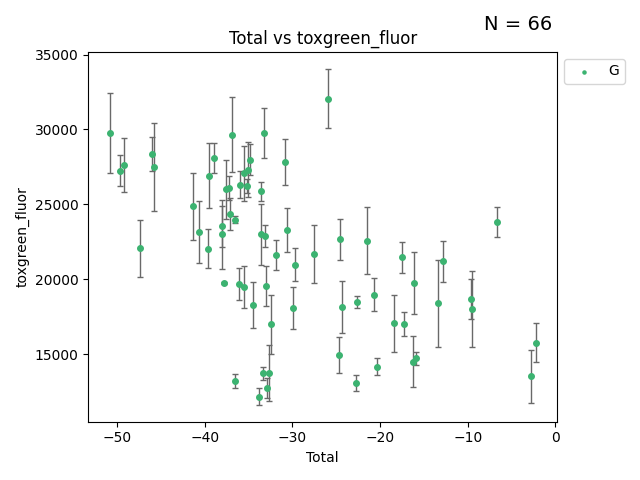 N = 66
Total vs toxgreen_fluor
G
toxgreen_fluor
35000
30000
25000
20000
15000
−50 −40 −30 −20 −10 0
Total